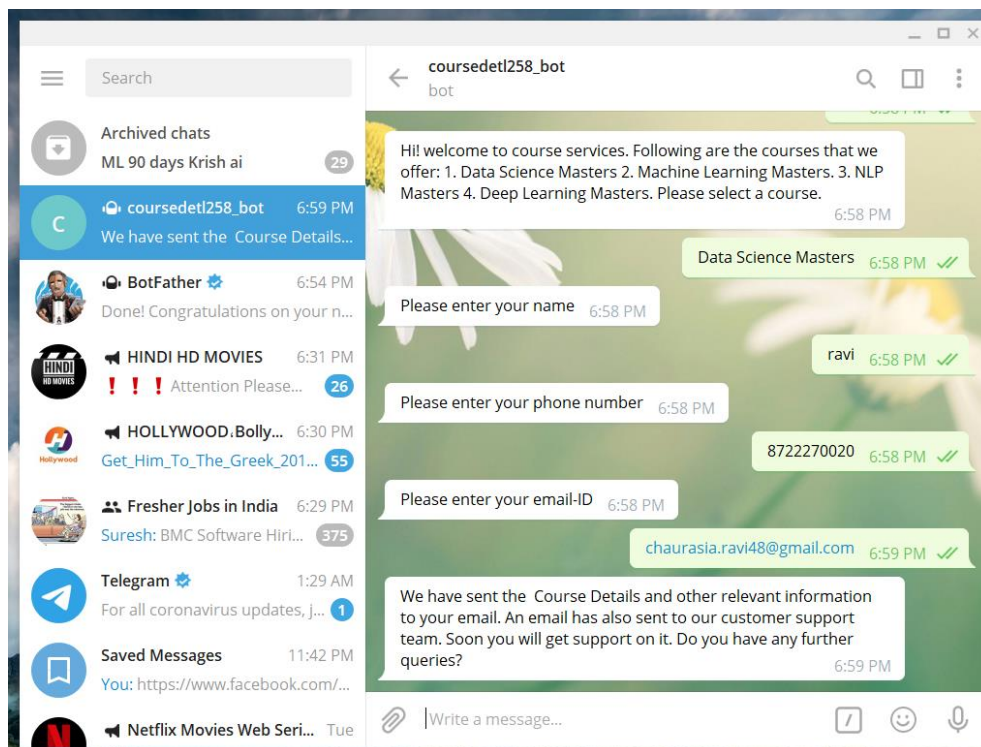 Search
Archived chats
ML 90 days Krish ai
29
C
coursedetl258_bot 6:59 PM
We have sent the Course Details...
BotFather 6:54 PM
Done! Congratulations on your n...
HINDI
HD MOVIES
HINDI HD MOVIES 6:31 PM
❗ ❗ ❗ Attention Please... 26
Hollywood
HOLLYWOOD.Bolly... 6:30 PM
Get_Him_To_The_Greek_201... 55
Fresher Jobs in India 6:29 PM
Suresh: BMC Software Hiri... 375
Telegram 1:29 AM
For all coronavirus updates, j... 1
Saved Messages 11:42 PM
You: https://www.facebook.com/...
Netflix Movies Web Seri... Tue
coursedetl258_bot
bot
Hi! welcome to course services. Following are the courses that we
offer: 1. Data Science Masters 2. Machine Learning Masters. 3. NLP
Masters 4. Deep Learning Masters. Please select a course.
6:58 PM
Data Science Masters 6:58 PM
Please enter your name 6:58 PM
ravi 6:58 PM
Please enter your phone number 6:58 PM
8722270020 6:58 PM
Please enter your email-ID 6:58 PM
chaurasia.ravi48@gmail.com 6:59 PM
We have sent the Course Details and other relevant information
to your email. An email has also sent to our customer support
team. Soon you will get support on it. Do you have any further
queries?
6:59 PM
Write a message...